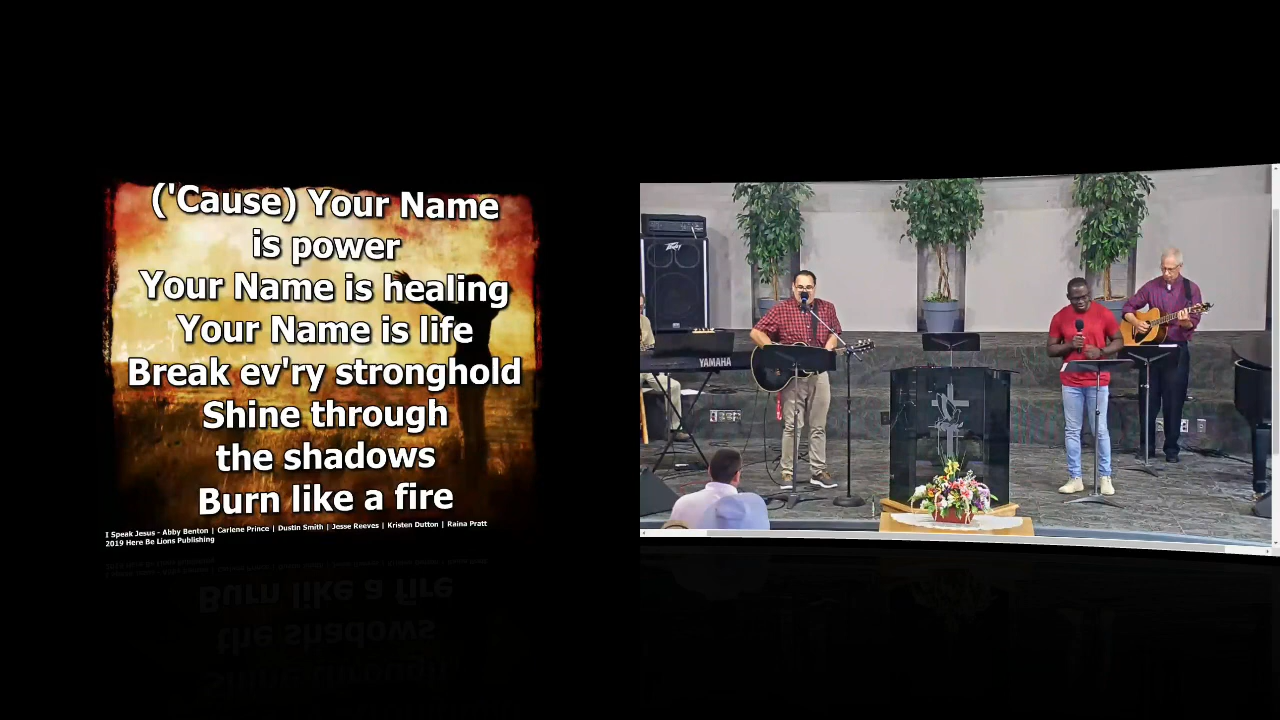 ('Cause) Your Name
is power
Your Name is healing
Your Name is life
Break ev'ry stronghold
Shine through
the shadows
Burn like a fire
I Speak Jesus - Abby Benton | Carlene Prince | Dustin Smith | Jesse Reeves | Kristen Dutton | Raina Pratt
2019 Here Be Lions Publishing
PEAVEY
YAMAHA